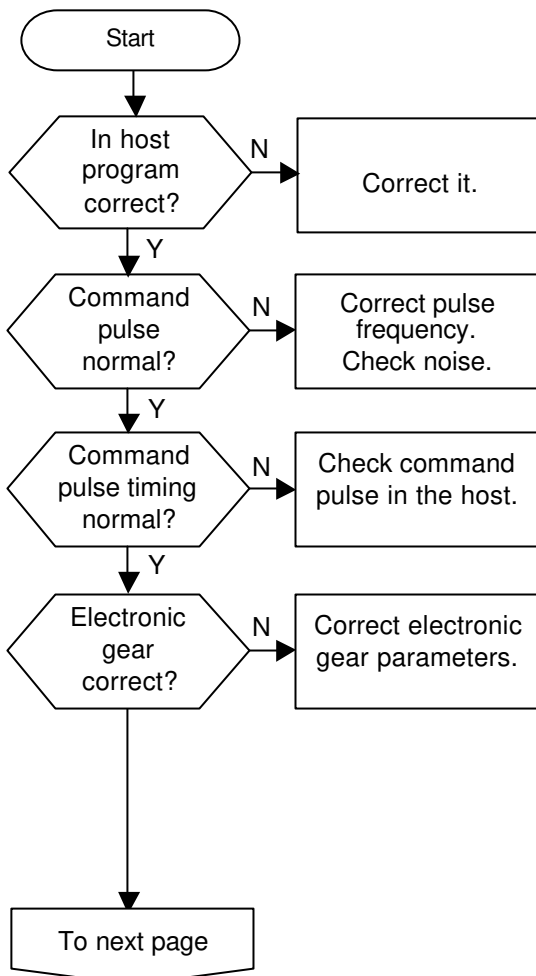 Start
In host
program
correct?
N
Correct it.
Y
Command
pulse
normal?
N
Correct pulse
frequency.
Check noise.
Y
Command
pulse timing
normal?
N
Check command
pulse in the host.
Y
Electronic
gear
correct?
N
Correct electronic
gear parameters.
To next page